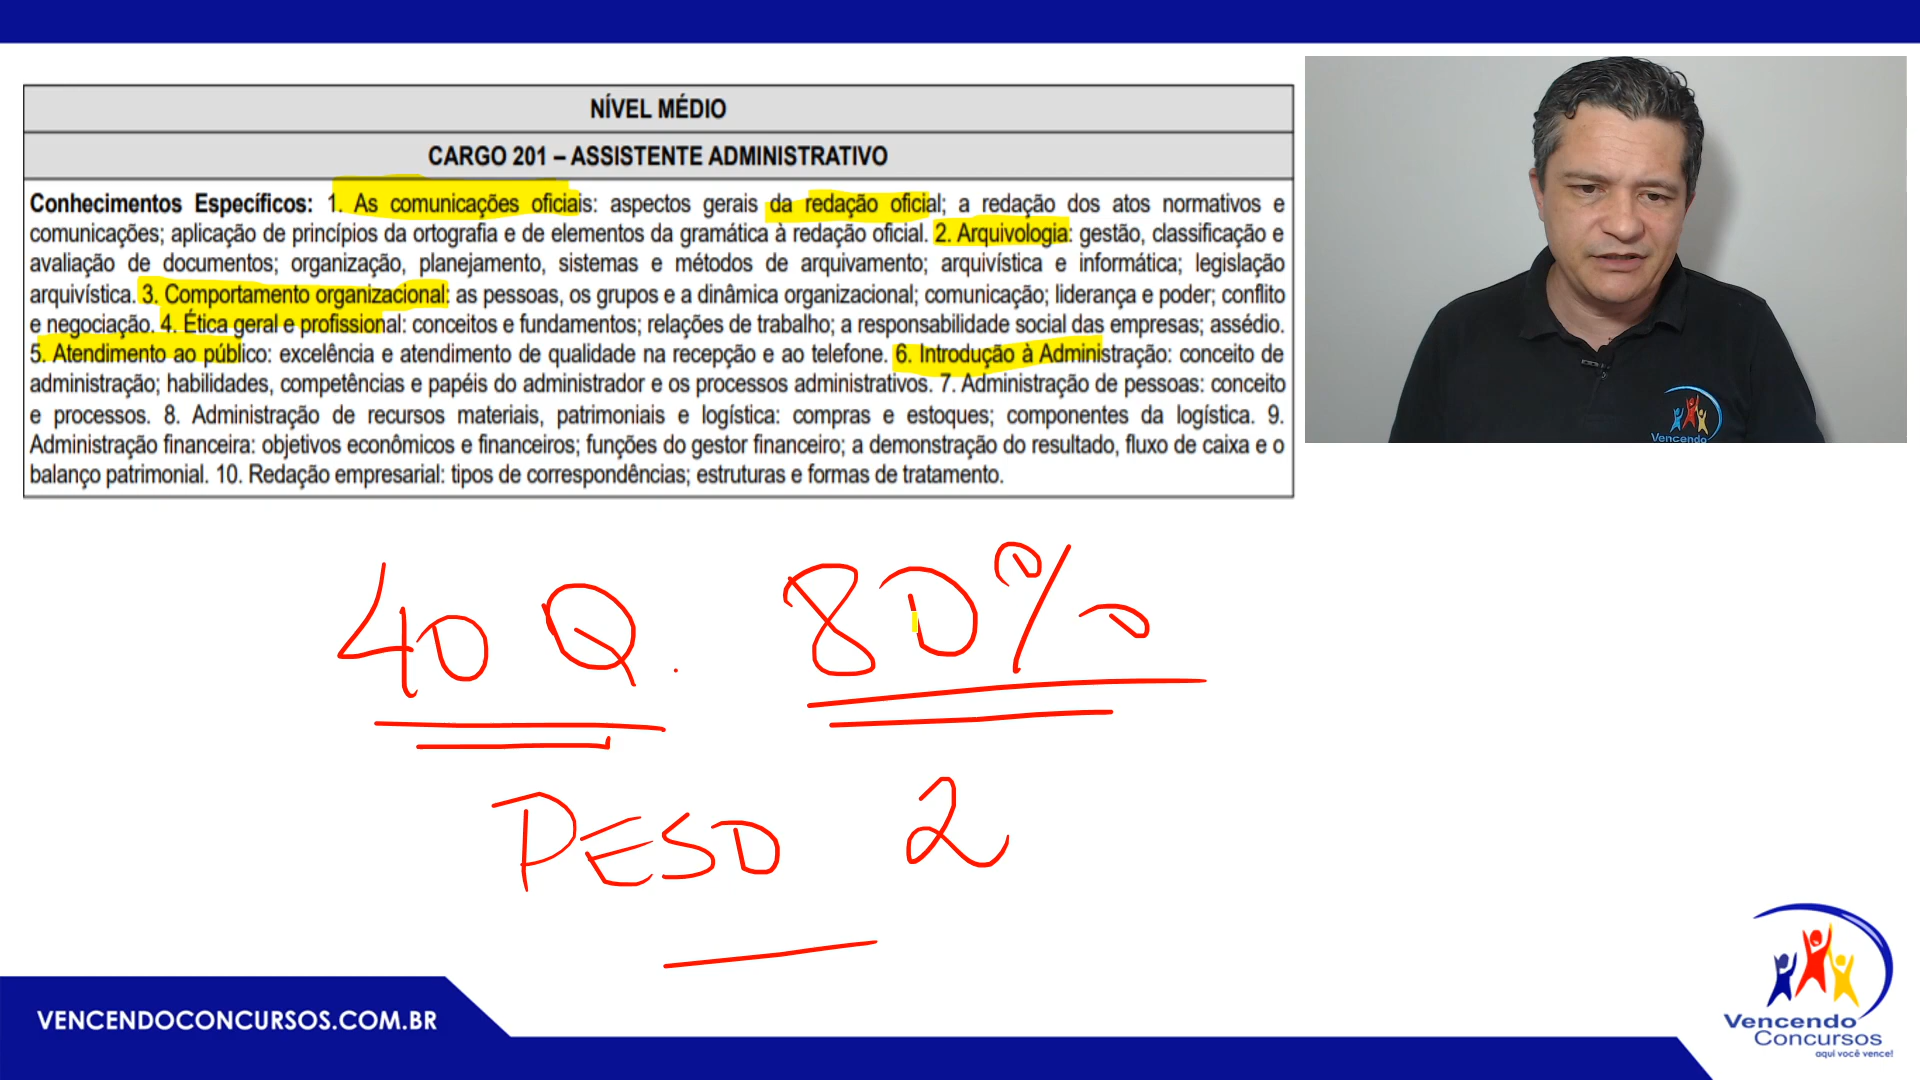 NÍVEL MÉDIO
CARGO 201 – ASSISTENTE ADMINISTRATIVO
Conhecimentos Específicos: 1. As comunicações oficiais: aspectos gerais da redação oficial; a redação dos atos normativos e
comunicações; aplicação de princípios da ortografia e de elementos da gramática à redação oficial. 2. Arquivologia: gestão, classificação e
avaliação de documentos; organização, planejamento, sistemas e métodos de arquivamento; arquivística e informática; legislação
arquivística. 3. Comportamento organizacional: as pessoas, os grupos e a dinâmica organizacional; comunicação; liderança e poder; conflito
e negociação. 4. Ética geral e profissional: conceitos e fundamentos; relações de trabalho; a responsabilidade social das empresas; assédio.
5. Atendimento ao público: excelência e atendimento de qualidade na recepção e ao telefone. 6. Introdução à Administração: conceito de
administração; habilidades, competências e papéis do administrador e os processos administrativos. 7. Administração de pessoas: conceito
e processos. 8. Administração de recursos materiais, patrimoniais e logística: compras e estoques; componentes da logística. 9.
Administração financeira: objetivos econômicos e financeiros; funções do gestor financeiro; a demonstração do resultado, fluxo de caixa e o
balanço patrimonial. 10. Redação empresarial: tipos de correspondências; estruturas e formas de tratamento.
Vencendo
40 Q. 80%
PESO 2
VENCENDOCONCURSOS.COM.BR
Vencendo
Concursos
aqui você vence!